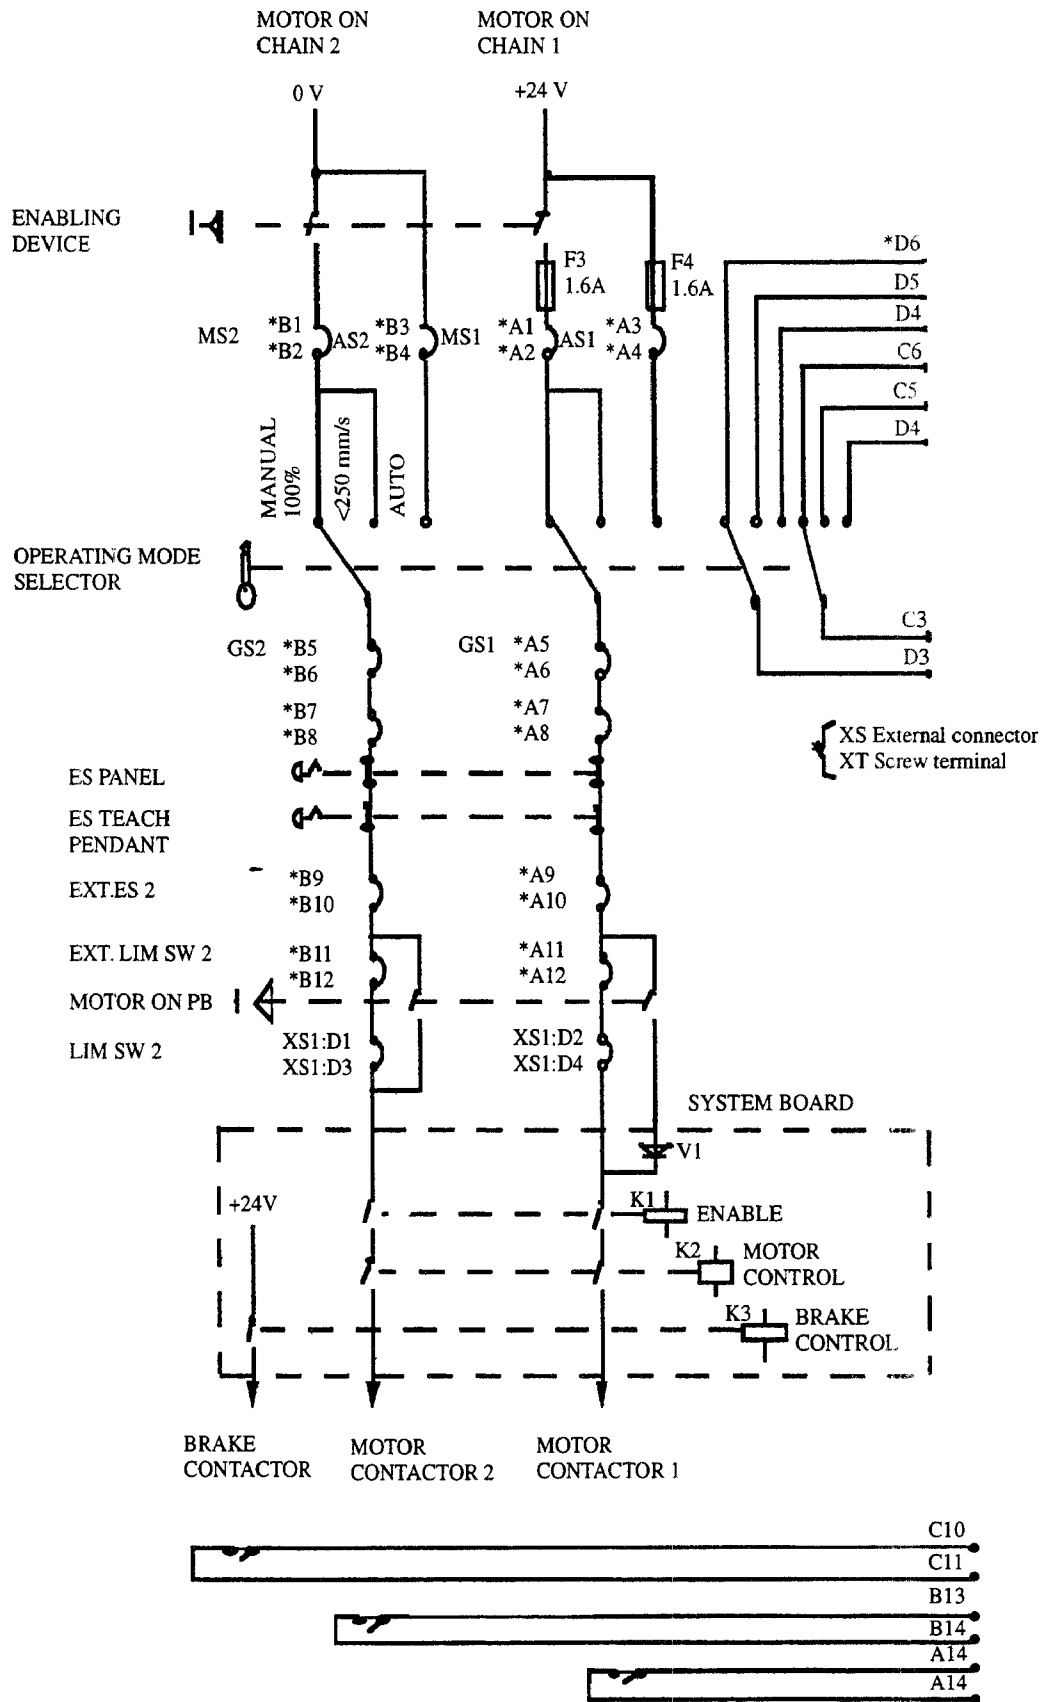 MOTOR ON
CHAIN 2
MOTOR ON
CHAIN 1
0 V
+24 V
ENABLING
DEVICE
F3
1.6A
F4
1.6A
*D6
D5
D4
C6
C5
D4
MS2
*B1
*B2
AS2
*B3
*B4
MS1
*A1
*A2
AS1
*A3
*A4
MANUAL
100%
<250 mm/s
AUTO
OPERATING MODE
SELECTOR
C3
D3
GS2
*B5
*B6
GS1
*A5
*A6
*B7
*B8
*A7
*A8
* XS External connector
XT Screw terminal
ES PANEL
ES TEACH
PENDANT
EXT.ES 2
*B9
*B10
*A9
*A10
EXT. LIM SW 2
*B11
*B12
*A11
*A12
MOTOR ON PB
LIM SW 2
XS1:D1
XS1:D3
XS1:D2
XS1:D4
SYSTEM BOARD
V1
+24V
K1
ENABLE
K2
MOTOR
CONTROL
K3
BRAKE
CONTROL
BRAKE
CONTACTOR
MOTOR
CONTACTOR 2
MOTOR
CONTACTOR 1
C10
C11
B13
B14
A14
A14